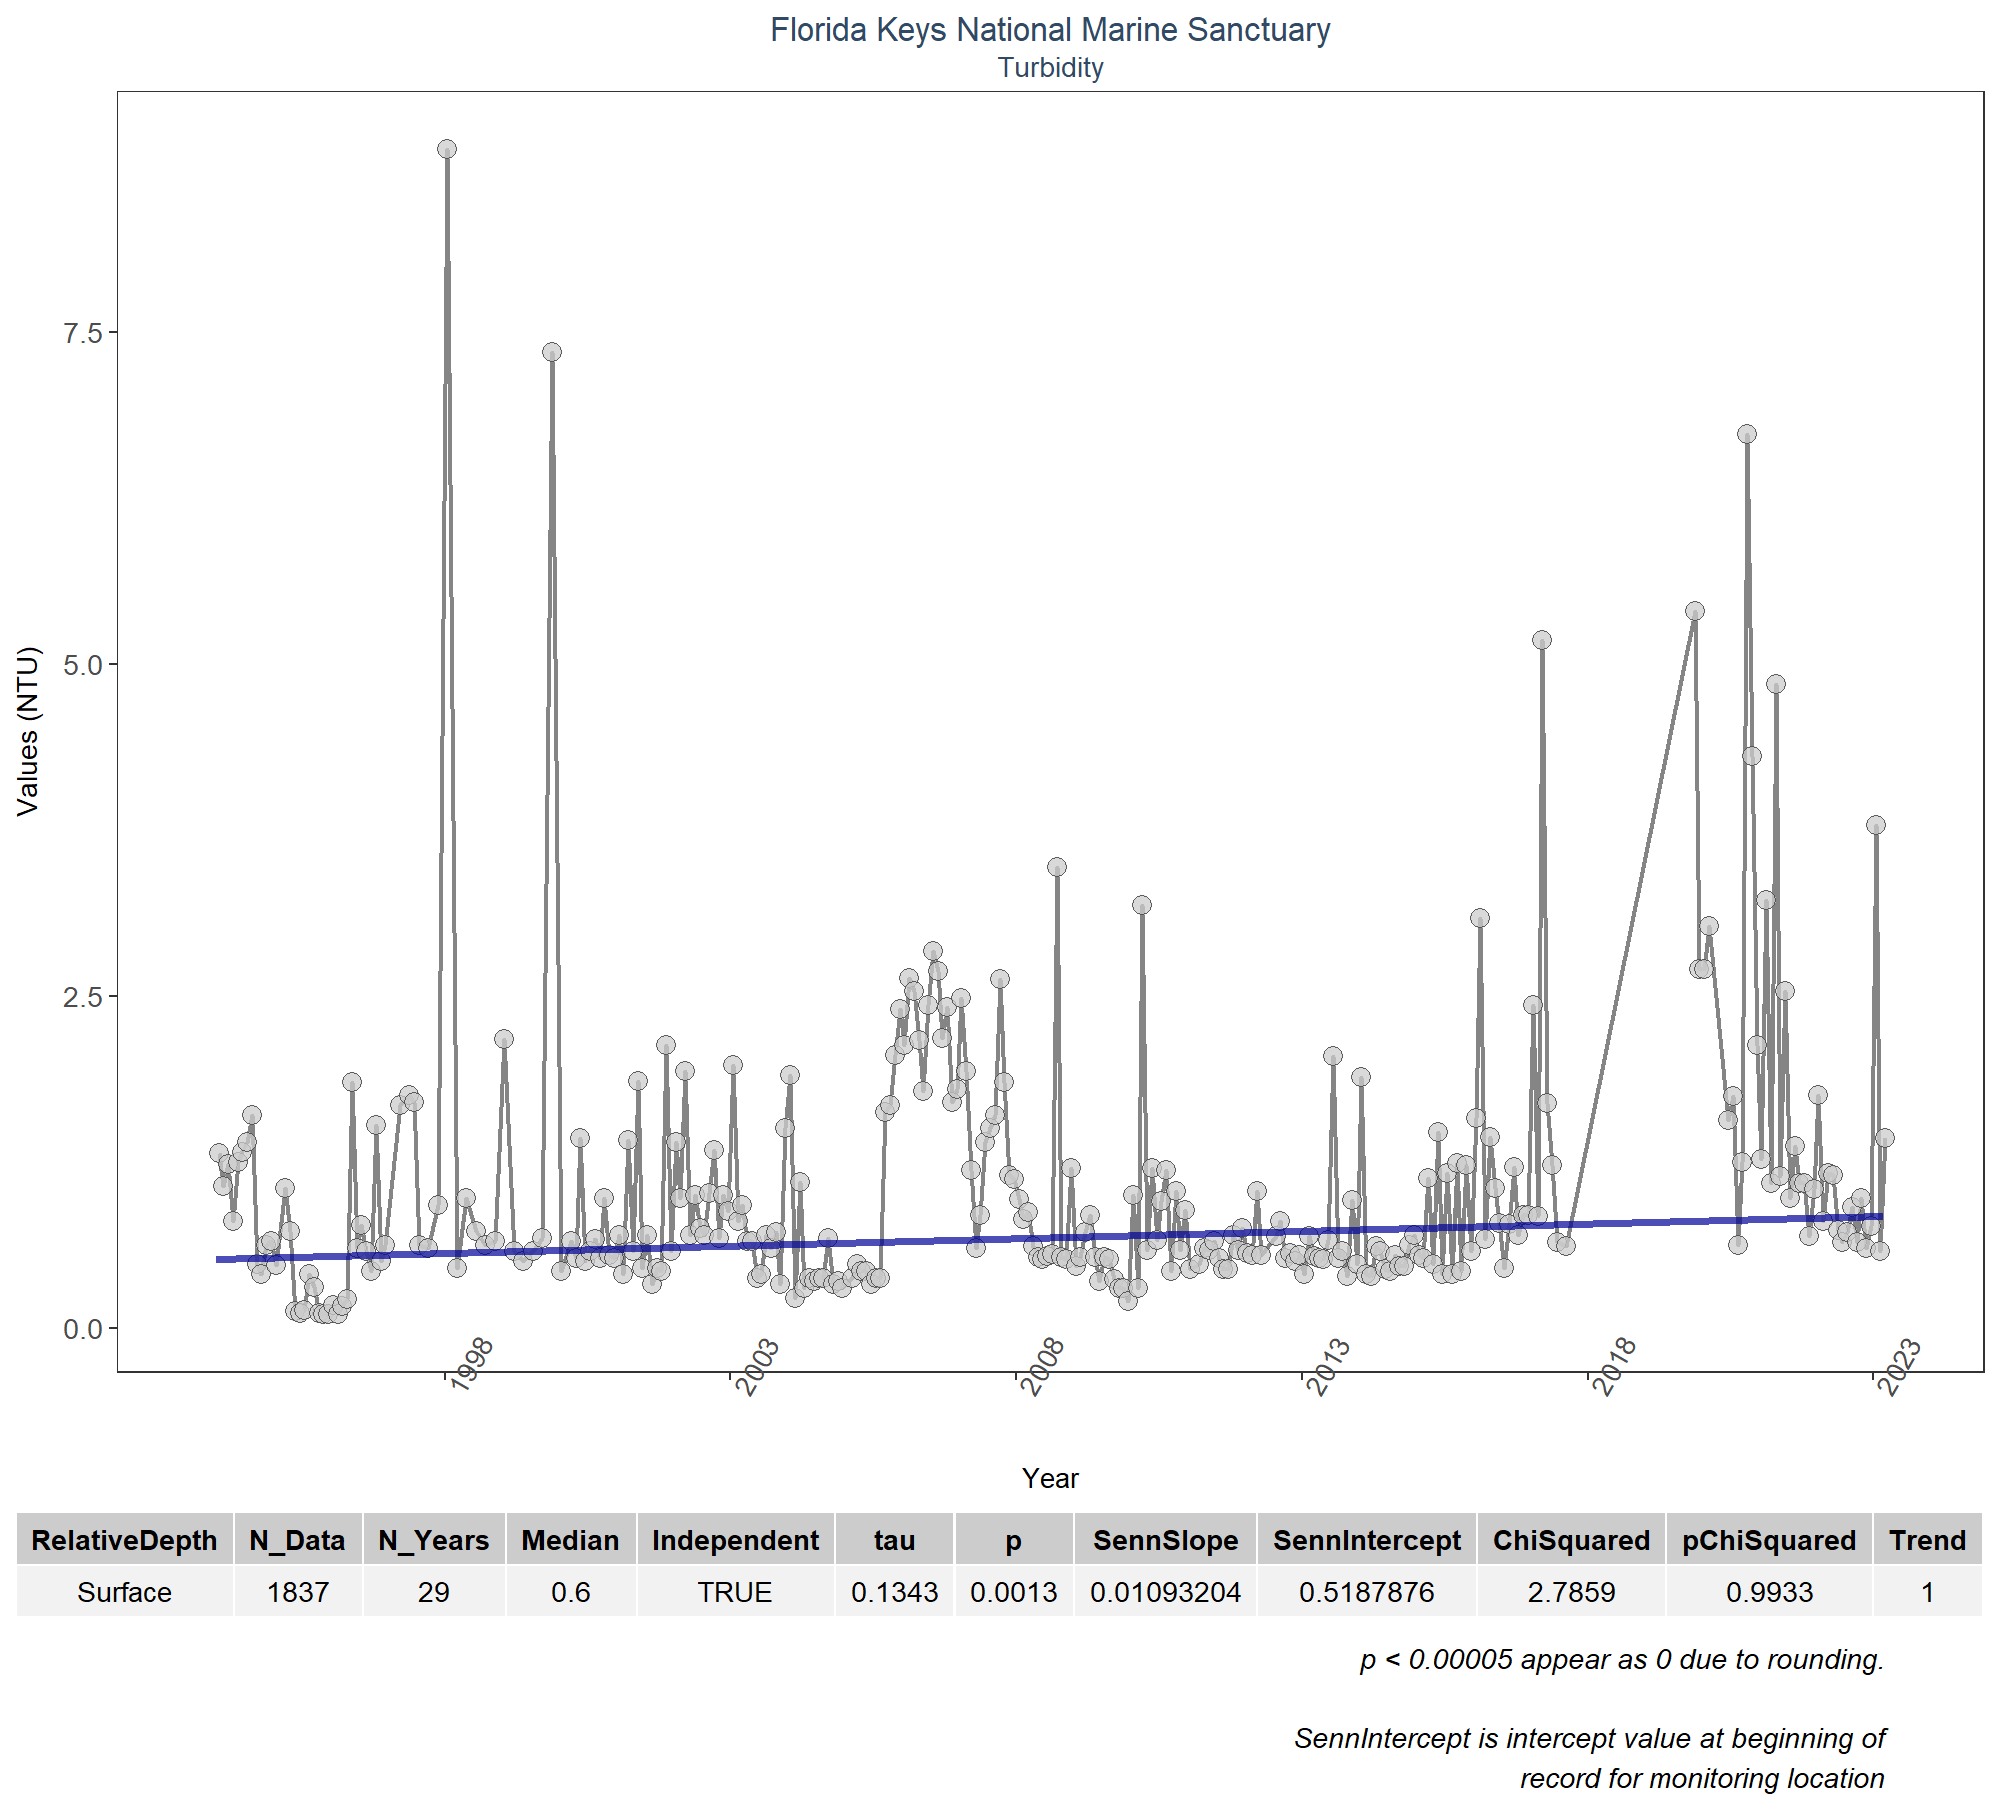 Florida Keys National Marine Sanctuary
Turbidity
Values (NTU)
7.5
5.0
2.5
0.0
1998 2003 2008 2013 2018 2023
Year
RelativeDepth N_Data N_Years Median Independent tau p SennSlope SennIntercept ChiSquared pChiSquared Trend
Surface 1837 29 0.6 TRUE 0.1343 0.0013 0.01093204 0.5187876 2.7859 0.9933 1
p < 0.00005 appear as 0 due to rounding.
SennIntercept is intercept value at beginning of
record for monitoring location